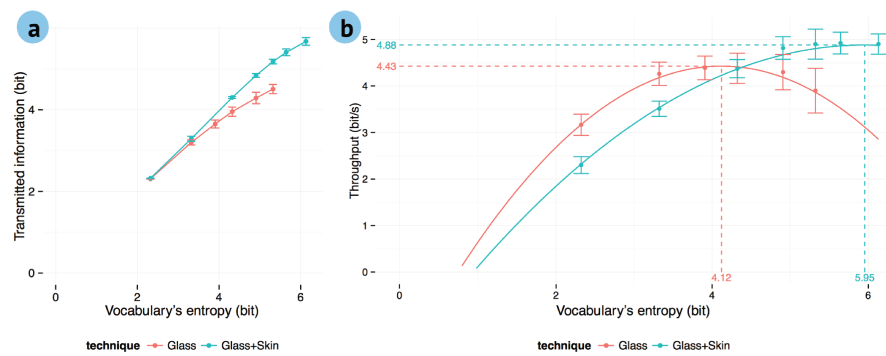 a
Transmitted information (bit)
4
2
0
0
2
4
6
Vocabulary's entropy (bit)
technique Glass Glass+Skin
b
Throughput (bit/s)
5
4.88
4.43
4
3
2
1
0
4.12
5.95
0
2
4
6
Vocabulary's entropy (bit)
technique Glass Glass+Skin